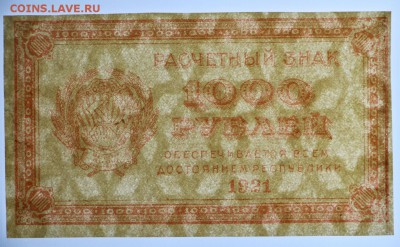 COINS.LAVE.RU
РАСЧЕТНЫЙ ЗНАК
1000
РУБЛЕЙ
ОБЕСПЕЧИВАЕТСЯ ВСЕМ
ДОСТОЯНИЕМ РЕСПУБЛИКИ
1921